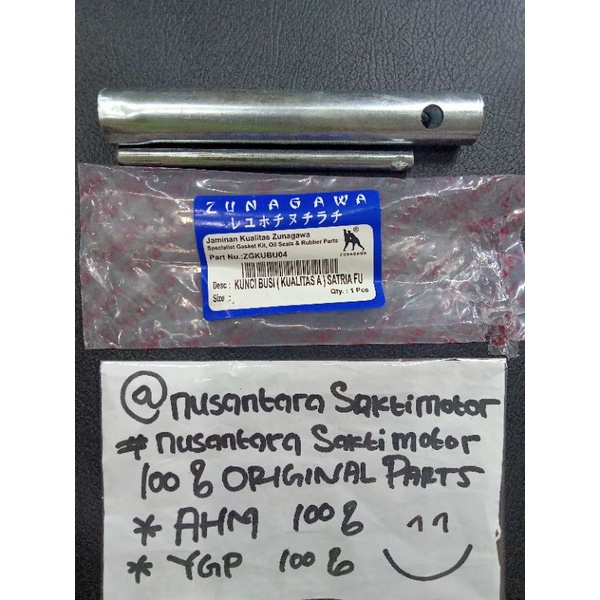 ZUNAGAWA
レユホチヌチラチ
Jaminan Kualitas Zunagawa
Specialist Gasket Kit, Oil Seals & Rubber Parts
Part No.:ZGKUBU04
®
ZUNAGAWA
Desc : KUNCI BUSI ( KUALITAS A ) SATRIA FU
Size : .
Qty. : 1 Pcs
@nusantara Saktimotor
# nusantara Sakti motor
100% ORIGINAL PARTS
* AHM 100%
* YGP 100%